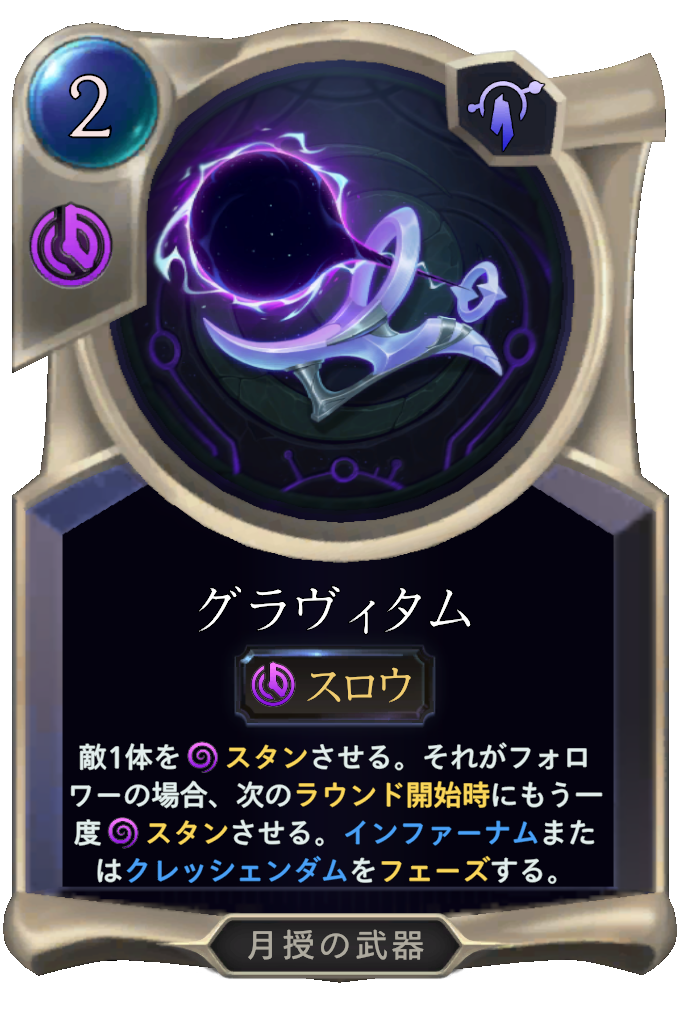 2
グラヴィタム
スロウ
敵1体をスタンさせる。それがフォロ
ワーの場合、次のラウンド開始時にもう一
度スタンさせる。インファーナムまた
はクレッシェンダムをフェーズする。
月授の武器